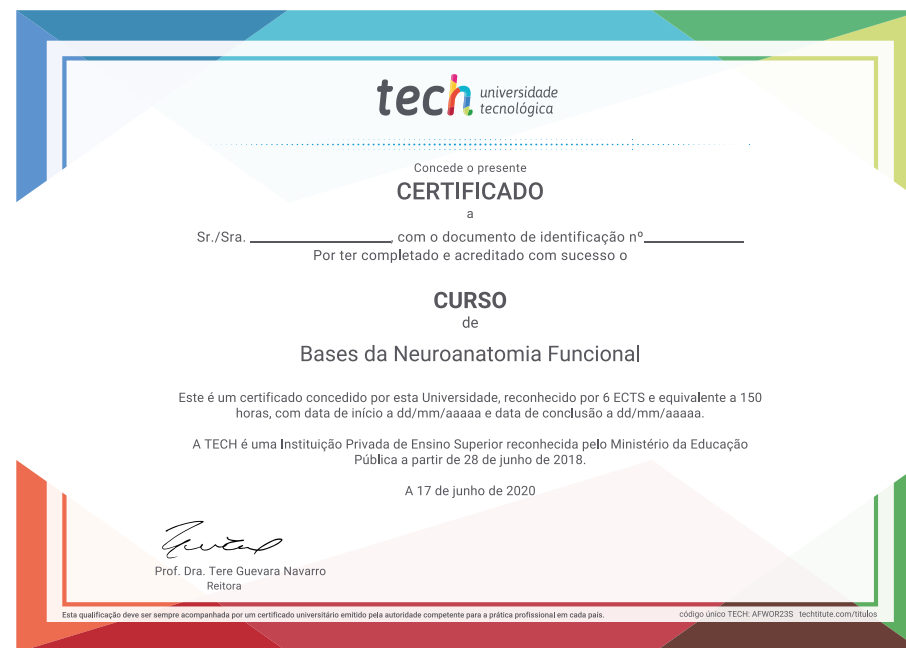 tech universidade
tecnológica
Concede o presente
CERTIFICADO
a
Sr./Sra. ____________________, com o documento de identificação nº______________
Por ter completado e acreditado com sucesso o
CURSO
de
Bases da Neuroanatomia Funcional
Este é um certificado concedido por esta Universidade, reconhecido por 6 ECTS e equivalente a 150
horas, com data de início a dd/mm/aaaaa e data de conclusão a dd/mm/aaaaa.
A TECH é uma Instituição Privada de Ensino Superior reconhecida pelo Ministério da Educação
Pública a partir de 28 de junho de 2018.
A 17 de junho de 2020
Prof. Dra. Tere Guevara Navarro
Reitora
Esta qualificação deve ser sempre acompanhada por um certificado universitário emitido pela autoridade competente para a prática profissional em cada país.
código único TECH: AFWOR23S techtitute.com/titulos